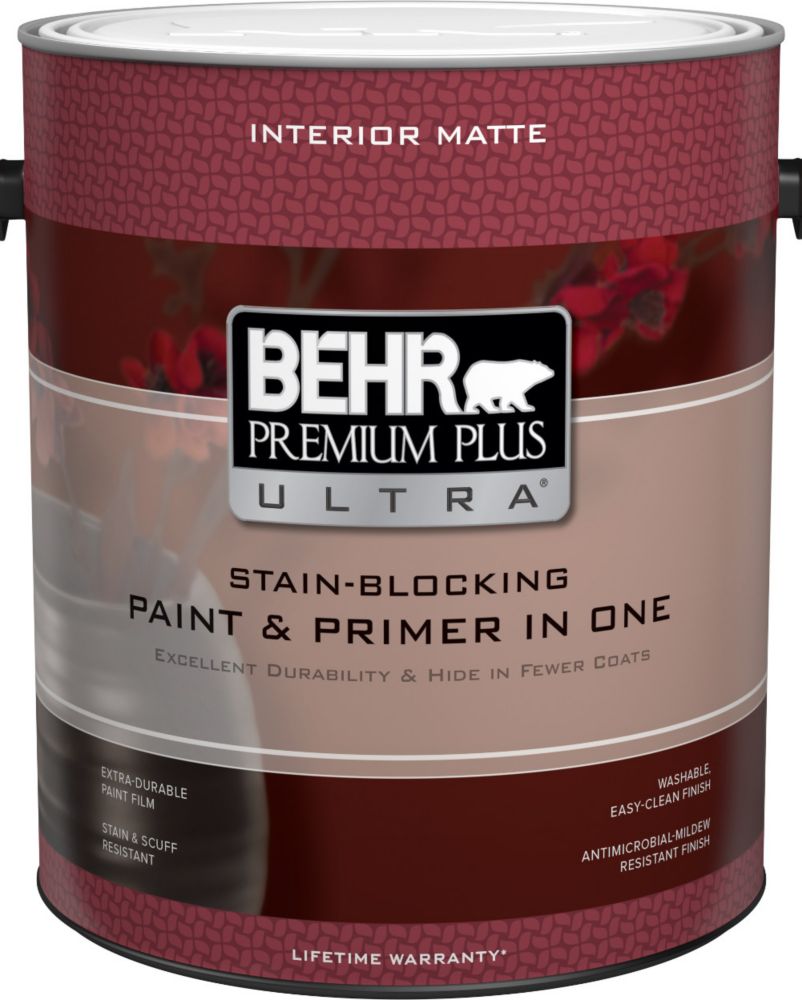 INTERIOR MATTE
BEHR
PREMIUM PLUS
ULTRA®
STAIN-BLOCKING
PAINT & PRIMER IN ONE
EXCELLENT DURABILITY & HIDE IN FEWER COATS
EXTRA-DURABLE
PAINT FILM
STAIN & SCUFF
RESISTANT
WASHABLE,
EASY-CLEAN FINISH
ANTIMICROBIAL-MILDEW
RESISTANT FINISH
LIFETIME WARRANTY*